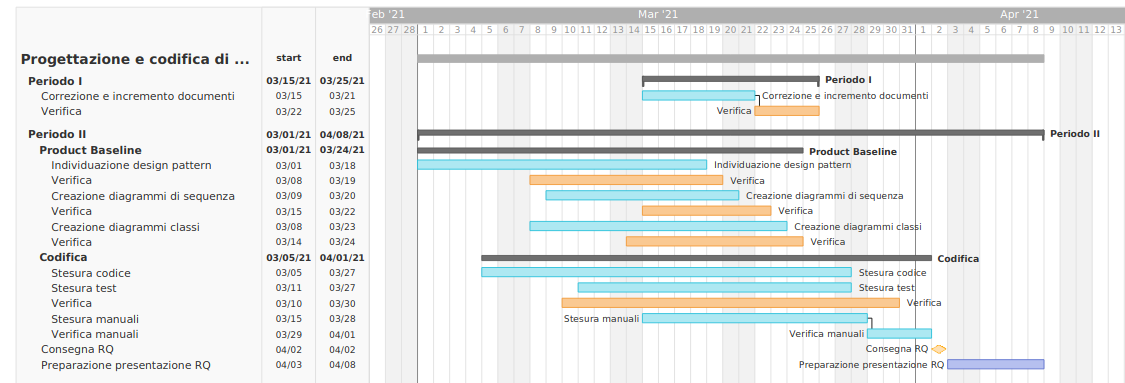 Feb '21 Mar '21 Apr '21
26 27 28 1 2 3 4 5 6 7 8 9 10 11 12 13 14 15 16 17 18 19 20 21 22 23 24 25 26 27 28 29 30 31 1 2 3 4 5 6 7 8 9 10 11 12 13
Progettazione e codifica di ... start end
Periodo I 03/15/21 03/25/21 Periodo I
Correzione e incremento documenti 03/15 03/21 Correzione e incremento documenti
Verifica 03/22 03/25 Verifica
Periodo II 03/01/21 04/08/21 Periodo II
Product Baseline 03/01/21 03/24/21 Product Baseline
Individuazione design pattern 03/01 03/18 Individuazione design pattern
Verifica 03/08 03/19 Verifica
Creazione diagrammi di sequenza 03/09 03/20 Creazione diagrammi di sequenza
Verifica 03/15 03/22 Verifica
Creazione diagrammi classi 03/08 03/23 Creazione diagrammi classi
Verifica 03/14 03/24 Verifica
Codifica 03/05/21 04/01/21 Codifica
Stesura codice 03/05 03/27 Stesura codice
Stesura test 03/11 03/27 Stesura test
Verifica 03/10 03/30 Verifica
Stesura manuali 03/15 03/28 Stesura manuali
Verifica manuali 03/29 04/01 Verifica manuali
Consegna RQ 04/02 04/02 Consegna RQ
Preparazione presentazione RQ 04/03 04/08 Preparazione presentazione RQ